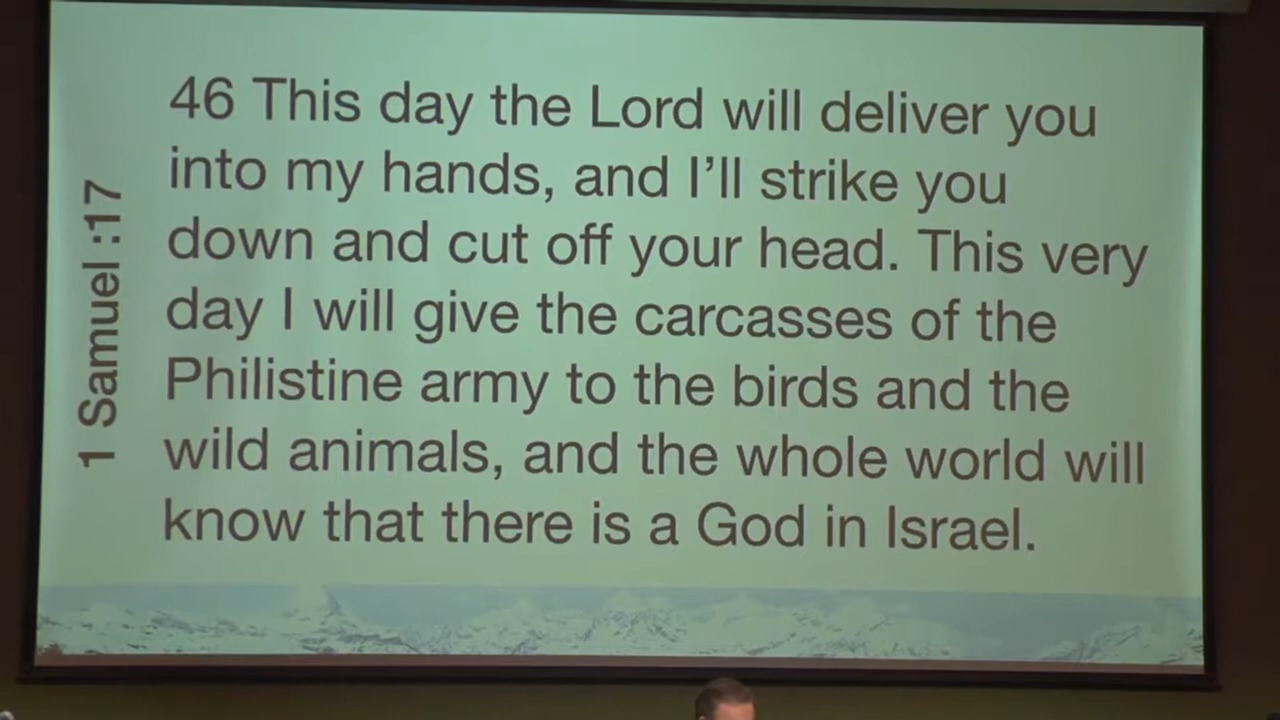 1 Samuel :17
46 This day the Lord will deliver you
into my hands, and I’ll strike you
down and cut off your head. This very
day I will give the carcasses of the
Philistine army to the birds and the
wild animals, and the whole world will
know that there is a God in Israel.